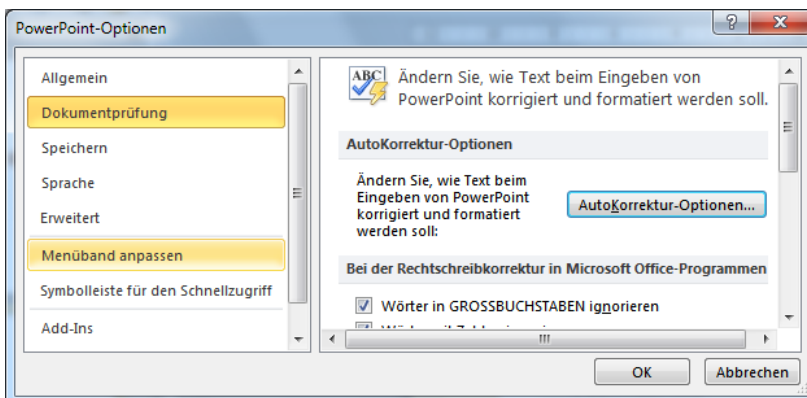 PowerPoint-Optionen
Allgemein
Dokumentprüfung
Speichern
Sprache
Erweitert
Menüband anpassen
Symbolleiste für den Schnellzugriff
Add-Ins
ABC
Ändern Sie, wie Text beim Eingeben von
PowerPoint korrigiert und formatiert werden soll.
AutoKorrektur-Optionen
Ändern Sie, wie Text beim
Eingeben von PowerPoint
korrigiert und formatiert
werden soll:
AutoKorrektur-Optionen...
Bei der Rechtschreibkorrektur in Microsoft Office-Programmen
Wörter in GROSSBUCHSTABEN ignorieren
OK
Abbrechen